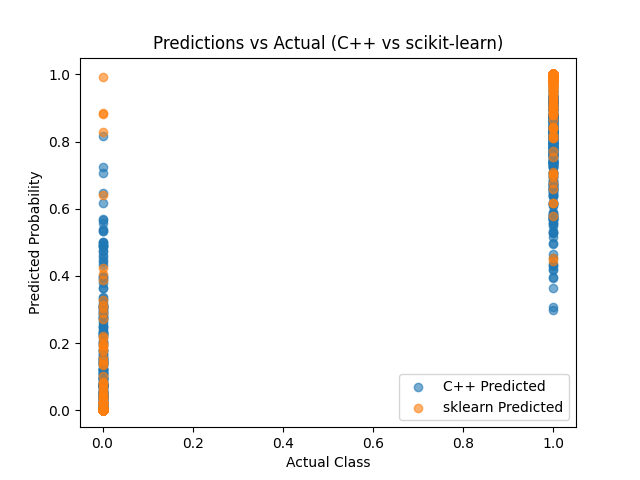 Predictions vs Actual (C++ vs scikit-learn)
Predicted Probability
1.0
0.8
0.6
0.4
0.2
0.0
C++ Predicted
sklearn Predicted
0.0 0.2 0.4 0.6 0.8 1.0
Actual Class